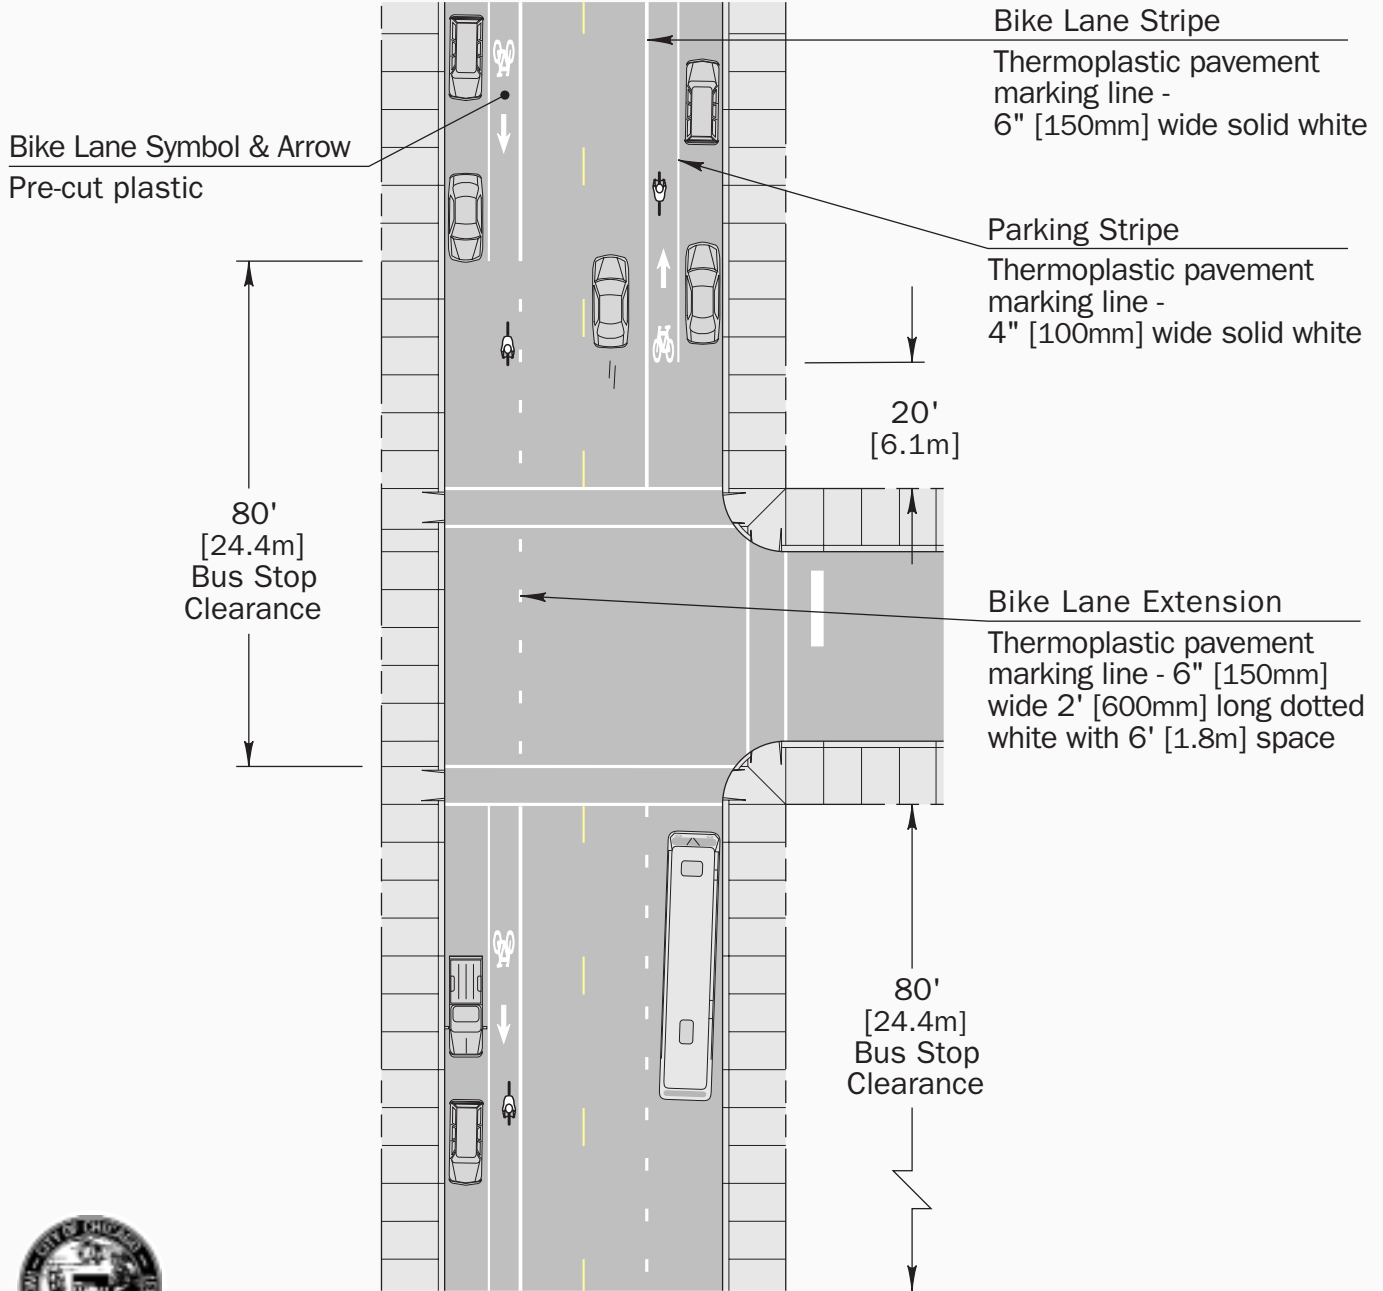 Bike Lane Stripe
Thermoplastic pavement
marking line -
6" [150mm] wide solid white
Bike Lane Symbol & Arrow
Pre-cut plastic
Parking Stripe
Thermoplastic pavement
marking line -
4" [100mm] wide solid white
20'
[6.1m]
80'
[24.4m]
Bus Stop
Clearance
Bike Lane Extension
Thermoplastic pavement
marking line - 6" [150mm]
wide 2' [600mm] long dotted
white with 6' [1.8m] space
80'
[24.4m]
Bus Stop
Clearance
CITY OF CHICAGO